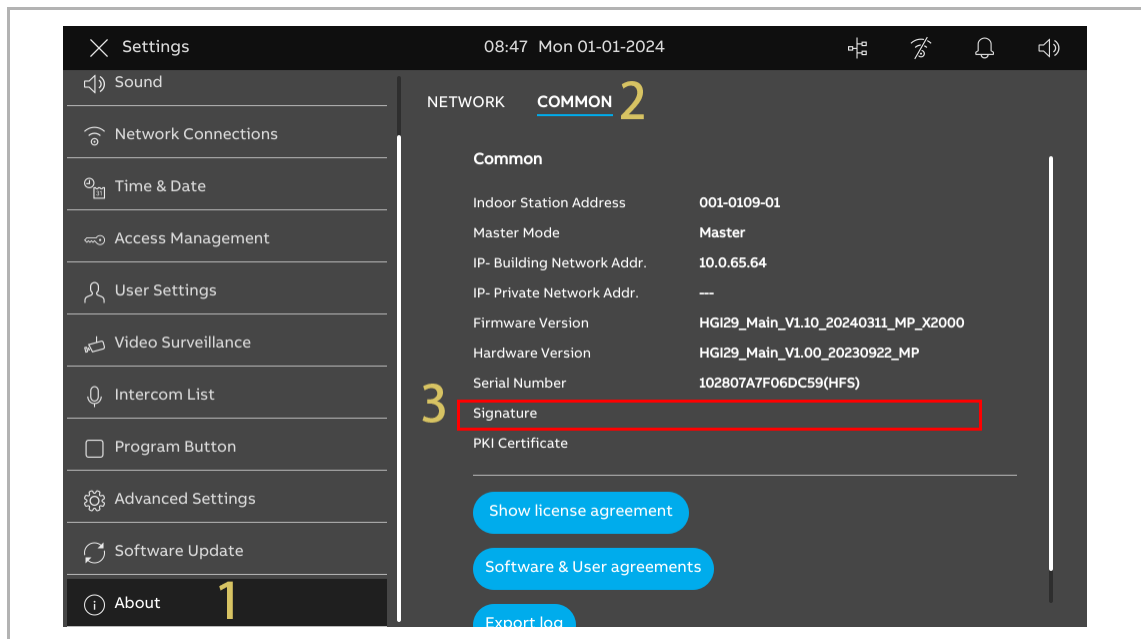 Settings
08:47 Mon 01-01-2024
Sound
Network Connections
Time & Date
Access Management
User Settings
Video Surveillance
Intercom List
Program Button
Advanced Settings
Software Update
About
1
NETWORK COMMON 2
Common
Indoor Station Address 001-0109-01
Master Mode Master
IP- Building Network Addr. 10.0.65.64
IP- Private Network Addr. ---
Firmware Version HGI29_Main_V1.10_20240311_MP_X2000
Hardware Version HGI29_Main_V1.00_20230922_MP
Serial Number 102807A7F06DC59(HFS)
3
Signature
PKI Certificate
Show license agreement
Software & User agreements
Export log